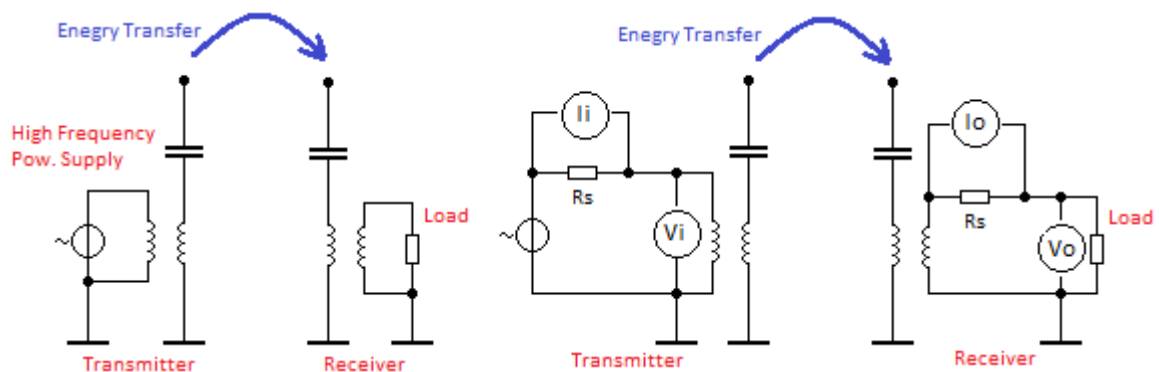 Enegry Transfer
High Frequency
Pow. Supply
~
Load
Transmitter
Receiver
Enegry Transfer
Ii
Rs
Vi
~
Io
Rs
Vo
Load
Transmitter
Receiver